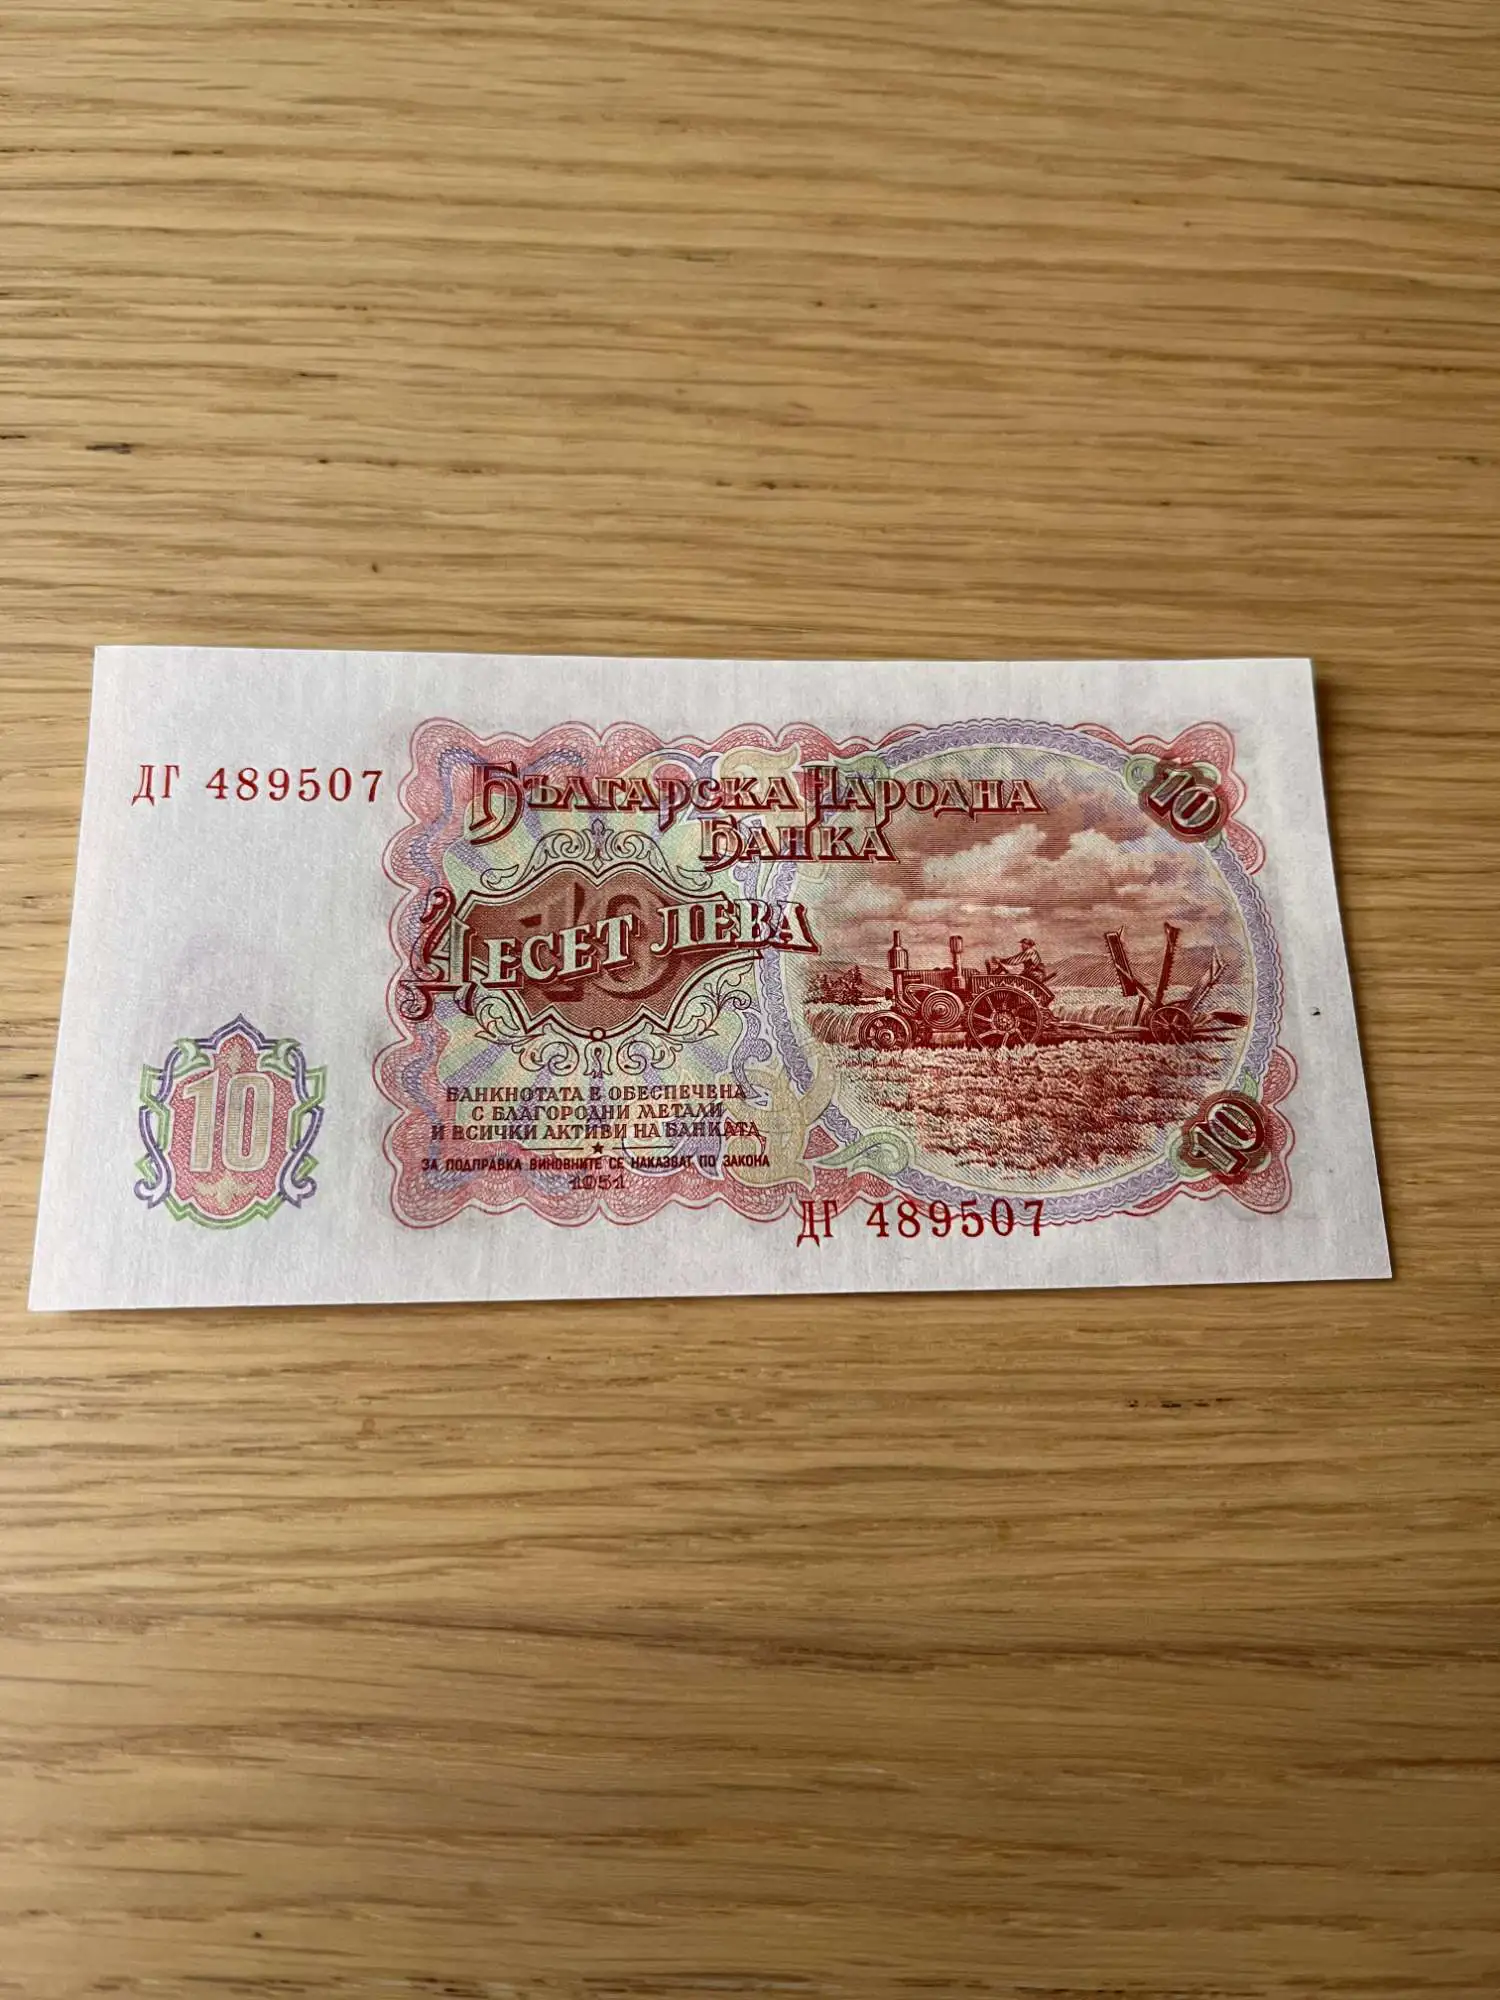 ДГ 489507
БЪЛГАРСКА НАРОДНА
БАНКА
10
10
ДЕСЕТ ЛЕВА
БАНКНОТАТА Е ОБЕСПЕЧЕНА
С БЛАГОРОДНИ МЕТАЛИ
И ВСИЧКИ АКТИВИ НА БАНКАТА
ЗА ПОДПРАВКА ВИНОВНИТЕ СЕ НАКАЗВАТ ПО ЗАКОНА
1951
10
10
ДГ 489507